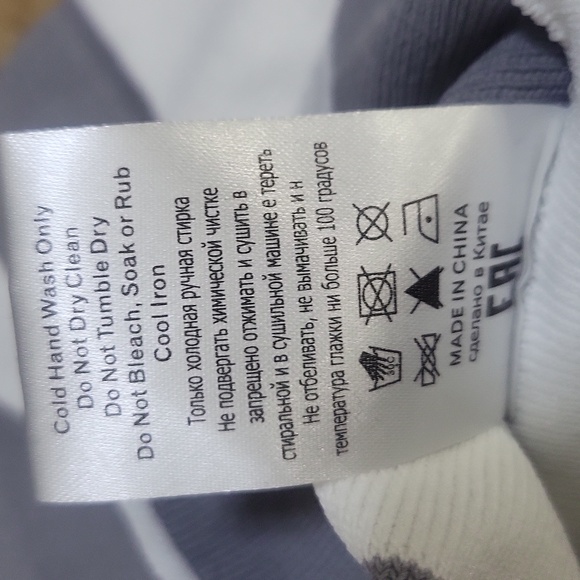 Cold Hand Wash Only
Do Not Dry Clean
Do Not Tumble Dry
Do Not Bleach, Soak or Rub
Cool Iron
Только холодная ручная стирка
Не подвергать химической чистке
запрещено отжимать и сушить в
стиральной и в сушильной машине е тереть
Не отбеливать, не вымачивать и н
температура глажки ни больше 100 градусов
MADE IN CHINA
сделано в Китае
EAC